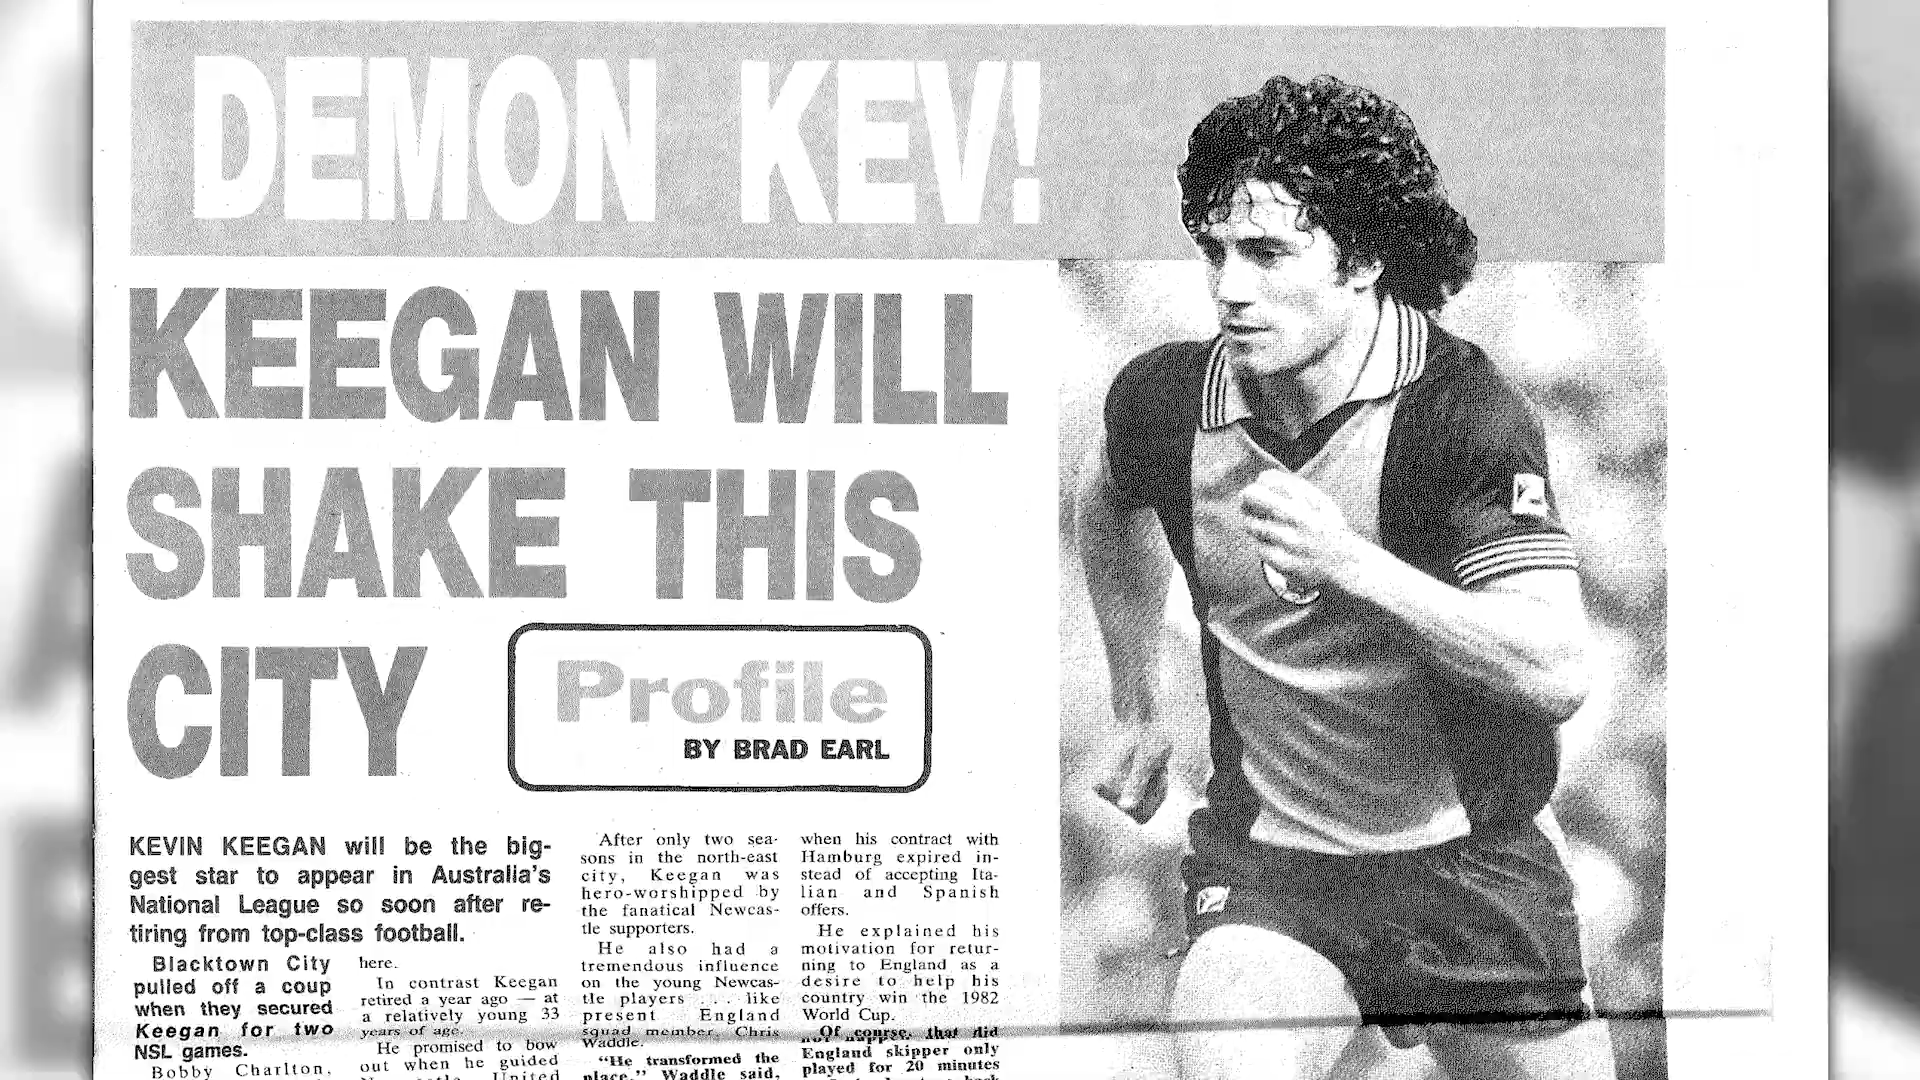 DEMON KEV!
KEEGAN WILL
SHAKE THIS
CITY
Profile
BY BRAD EARL
KEVIN KEEGAN will be the big-
gest star to appear in Australia's
National League so soon after re-
tiring from top-class football.
Blacktown City
pulled off a coup
when they secured
Keegan for two
NSL games.
Bobby Charlton,
here.
In contrast Keegan
retired a year ago — at
a relatively young 33
years of age.
He promised to bow
out when he guided
Newcastle United
After only two sea-
sons in the north-east
city, Keegan was
hero-worshipped by
the fanatical Newcas-
tle supporters.
He also had a
tremendous influence
on the young Newcas-
tle players . . . like
present England
squad member, Chris
Waddle.
"He transformed the
place," Waddle said,
when his contract with
Hamburg expired in-
stead of accepting Ita-
lian and Spanish
offers.
He explained his
motivation for retur-
ning to England as a
desire to help his
country win the 1982
World Cup.
Of course, that did
not happen.
England skipper only
played for 20 minutes